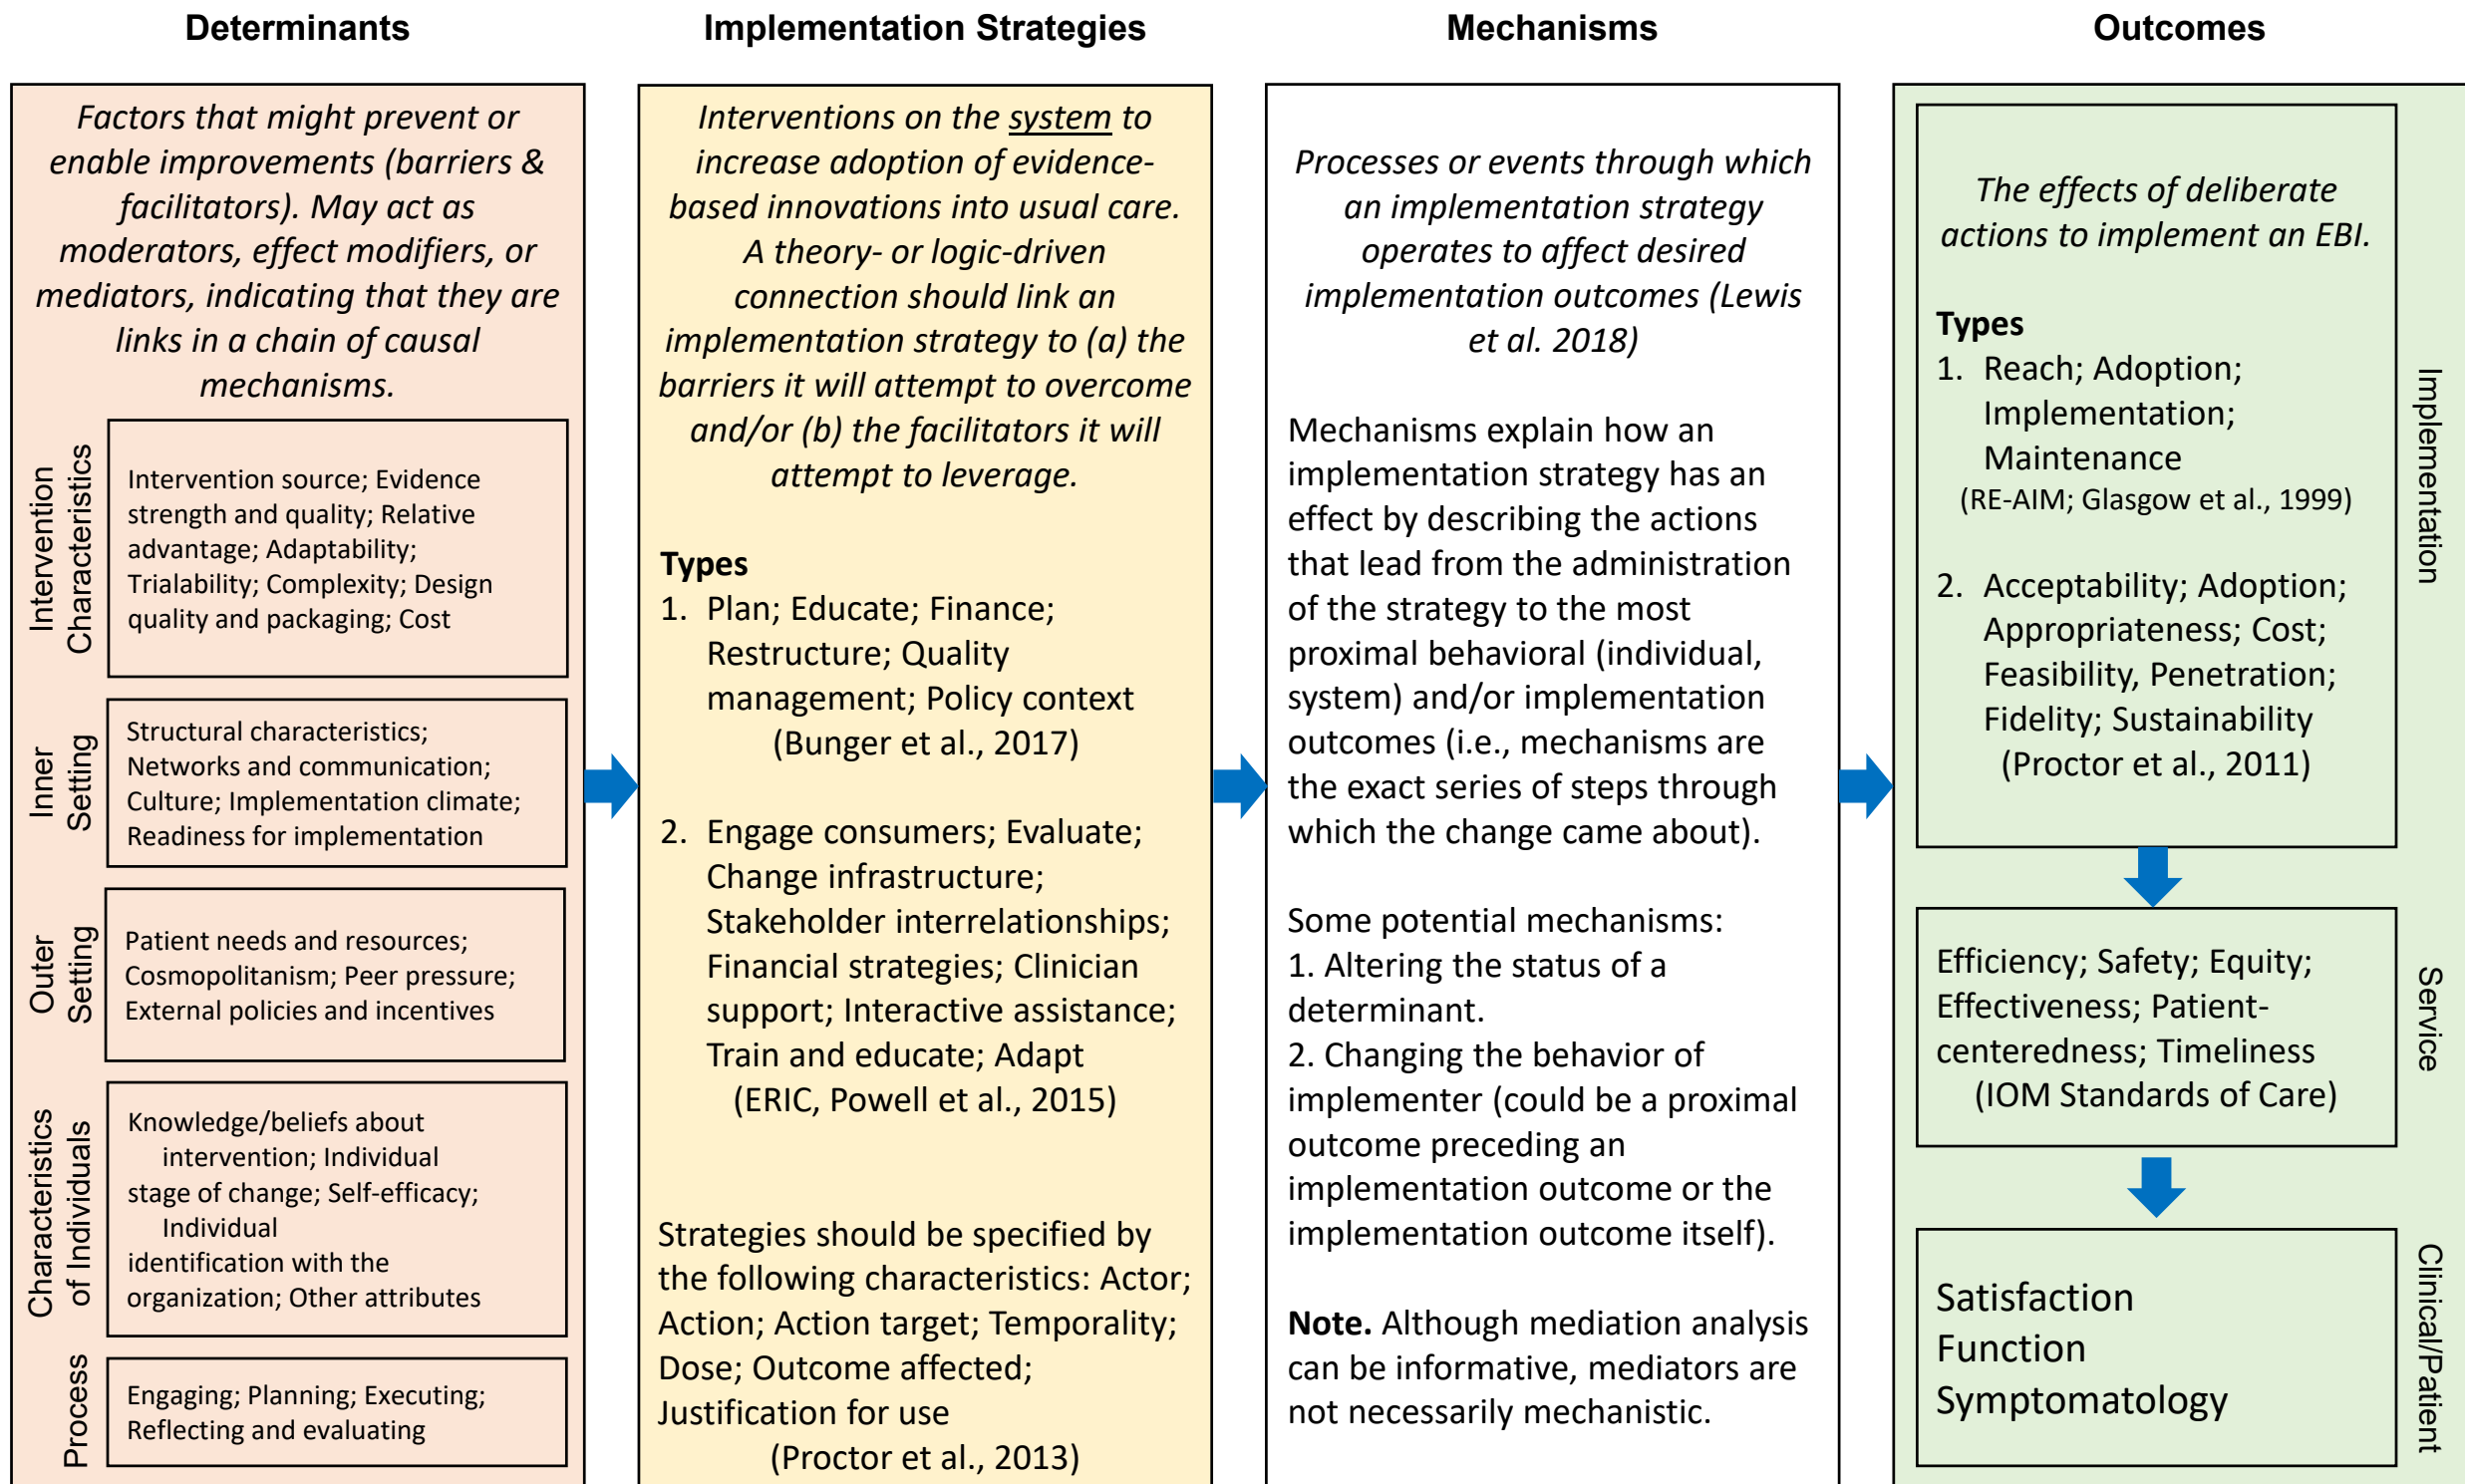 Determinants
Factors that might prevent or
enable improvements (barriers &
facilitators). May act as
moderators, effect modifiers, or
mediators, indicating that they are
links in a chain of causal
mechanisms.
Intervention
Characteristics
Intervention source; Evidence
strength and quality; Relative
advantage; Adaptability;
Trialability; Complexity; Design
quality and packaging; Cost
Inner
Setting
Structural characteristics;
Networks and communication;
Culture; Implementation climate;
Readiness for implementation
Outer
Setting
Patient needs and resources;
Cosmopolitanism; Peer pressure;
External policies and incentives
Characteristics
of Individuals
Knowledge/beliefs about
intervention; Individual
stage of change; Self-efficacy;
Individual
identification with the
organization; Other attributes
Process
Engaging; Planning; Executing;
Reflecting and evaluating
Implementation Strategies
Interventions on the system to
increase adoption of evidence-
based innovations into usual care.
A theory- or logic-driven
connection should link an
implementation strategy to (a) the
barriers it will attempt to overcome
and/or (b) the facilitators it will
attempt to leverage.
Types
1. Plan; Educate; Finance;
Restructure; Quality
management; Policy context
(Bunger et al., 2017)
2. Engage consumers; Evaluate;
Change infrastructure;
Stakeholder interrelationships;
Financial strategies; Clinician
support; Interactive assistance;
Train and educate; Adapt
(ERIC, Powell et al., 2015)
Strategies should be specified by
the following characteristics: Actor;
Action; Action target; Temporality;
Dose; Outcome affected;
Justification for use
(Proctor et al., 2013)
Mechanisms
Processes or events through which
an implementation strategy
operates to affect desired
implementation outcomes (Lewis
et al. 2018)
Mechanisms explain how an
implementation strategy has an
effect by describing the actions
that lead from the administration
of the strategy to the most
proximal behavioral (individual,
system) and/or implementation
outcomes (i.e., mechanisms are
the exact series of steps through
which the change came about).
Some potential mechanisms:
1. Altering the status of a
determinant.
2. Changing the behavior of
implementer (could be a proximal
outcome preceding an
implementation outcome or the
implementation outcome itself).
Note. Although mediation analysis
can be informative, mediators are
not necessarily mechanistic.
Outcomes
The effects of deliberate
actions to implement an EBI.
Types
1. Reach; Adoption;
Implementation;
Maintenance
(RE-AIM; Glasgow et al., 1999)
2. Acceptability; Adoption;
Appropriateness; Cost;
Feasibility, Penetration;
Fidelity; Sustainability
(Proctor et al., 2011)
Implementation
Efficiency; Safety; Equity;
Effectiveness; Patient-
centeredness; Timeliness
(IOM Standards of Care)
Service
Satisfaction
Function
Symptomatology
Clinical/Patient